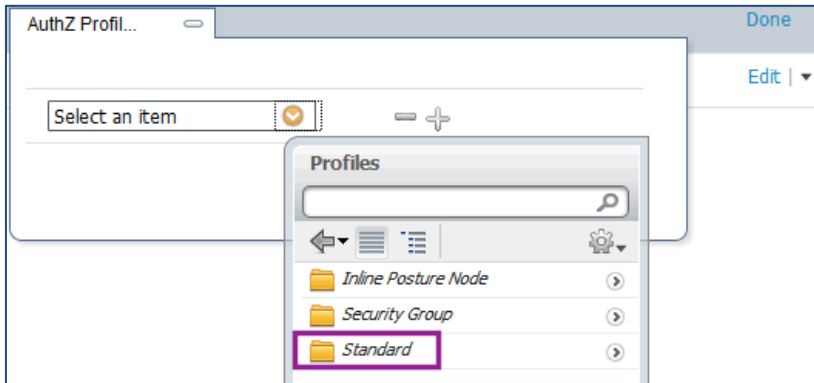 AuthZ Profil...
Done
Edit
Select an item
Profiles
Inline Posture Node
Security Group
Standard